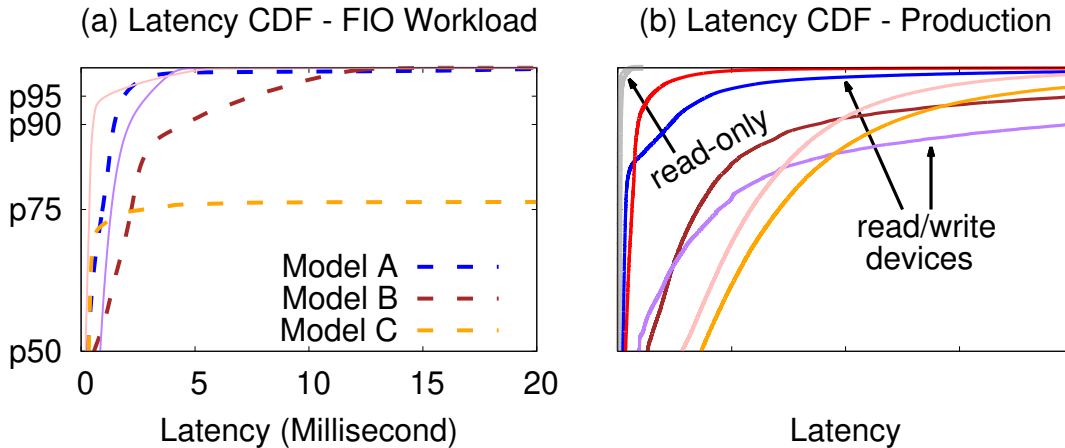 (a) Latency CDF - FIO Workload
p95
p90
p75
p50
Model A
Model B
Model C
0 5 10 15 20
Latency (Millisecond)
(b) Latency CDF - Production
read-only
read/write
devices
Latency